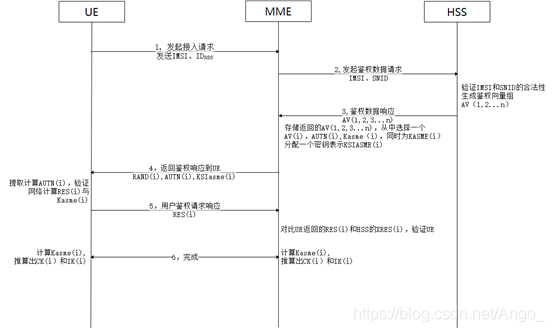 UE
MME
HSS
1, 发起接入请求
发送IMSI、IDHSS
2,发起鉴权数据请求
IMSI、SNID
验证IMSI和SNID的合法性
生成鉴权向量组
AV（1,2...n）
3,鉴权数据响应
AV(1,2,3...n)
存储返回的AV(1,2,3...n), 从中选择一个
AV(i), AUTN(i),Kasme（i）, 同时为KASME(i)
分配一个密钥表示KSIASME(i)
4, 返回鉴权响应到UE
RAND(i),AUTN(i),KSIasme(i)
提取计算AUTN(i), 验证
网络计算RES(i)与
Kasme(i)
5, 用户鉴权请求响应
RES(i)
对比UE返回的RES(i)和HSS的XRES(i), 验证UE
计算Kasme(i),
推算出CK(i）和IK(i)
6, 完成
计算Kasme(i),
推算出CK(i）和IK(i)
https://blog.csdn.net/Ango_